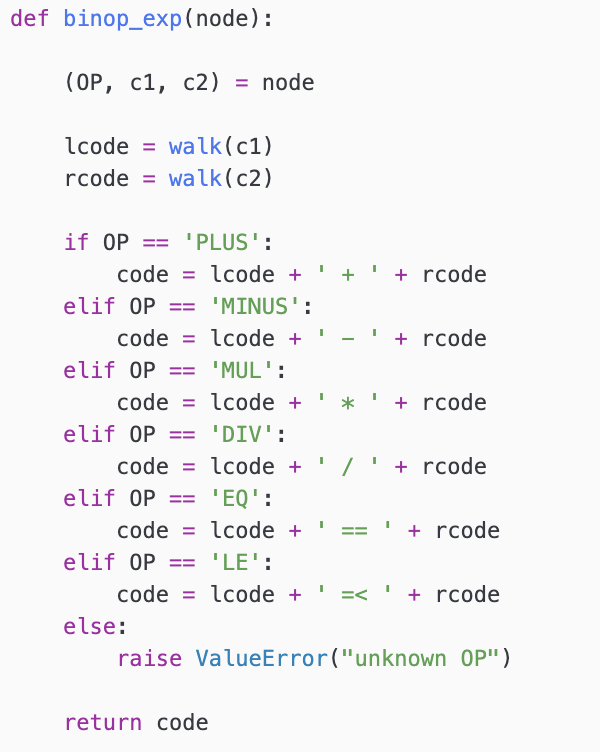 def binop_exp(node):
(OP, c1, c2) = node
lcode = walk(c1)
rcode = walk(c2)
if OP == 'PLUS':
code = lcode + ' + ' + rcode
elif OP == 'MINUS':
code = lcode + ' - ' + rcode
elif OP == 'MUL':
code = lcode + ' * ' + rcode
elif OP == 'DIV':
code = lcode + ' / ' + rcode
elif OP == 'EQ':
code = lcode + ' == ' + rcode
elif OP == 'LE':
code = lcode + ' =< ' + rcode
else:
raise ValueError("unknown OP")
return code